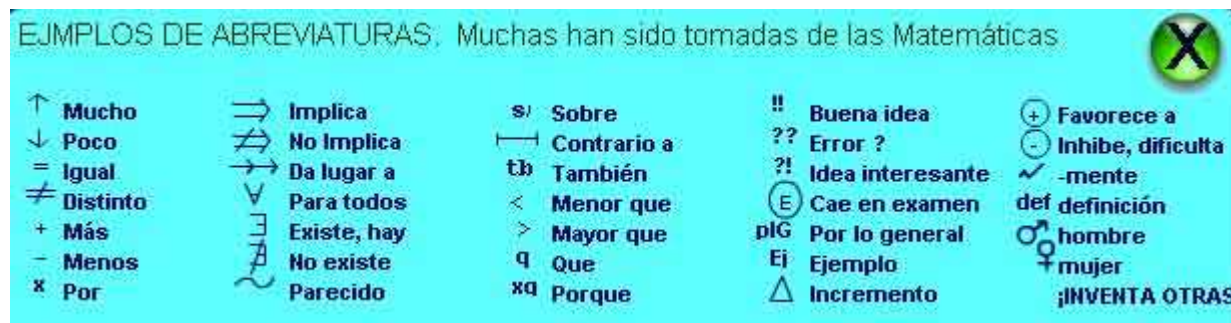 EJMPLOS DE ABREVIATURAS. Muchas han sido tomadas de las Matemáticas X
↑ Mucho ⇒ Implica s/ Sobre !! Buena idea (+) Favorece a
↓ Poco ⇏ No Implica ⊢⊣ Contrario a ?? Error ? (-) Inhibe, dificulta
= Igual →→ Da lugar a tb También ?! Idea interesante ~ -mente
≠ Distinto ∀ Para todos < Menor que (E) Cae en examen def definición
+ Más ∃ Existe, hay > Mayor que plG Por lo general ♂ hombre
- Menos ∄ No existe q Que Ej Ejemplo ♀ mujer
x Por ~ Parecido xq Porque △ Incremento ¡INVENTA OTRAS